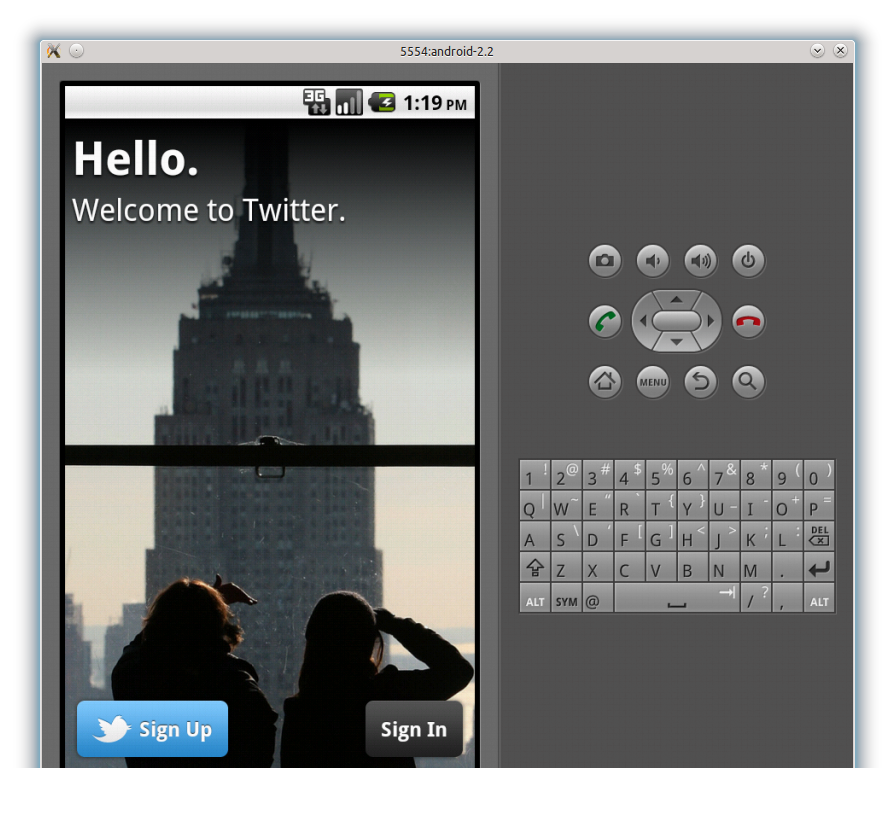 5554:android-2.2
3G 1:19 PM
Hello.
Welcome to Twitter.
Sign Up Sign In
MENU
1 ! 2 @ 3 # 4 $ 5 % 6 ^ 7 & 8 * 9 ( 0 )
Q | W ~ E " R ` T { Y } U _ I - O + P =
A S \ D ' F [ G ] H < J > K ; L : DEL
Z X C V B N M .
ALT SYM @ / ? , ALT